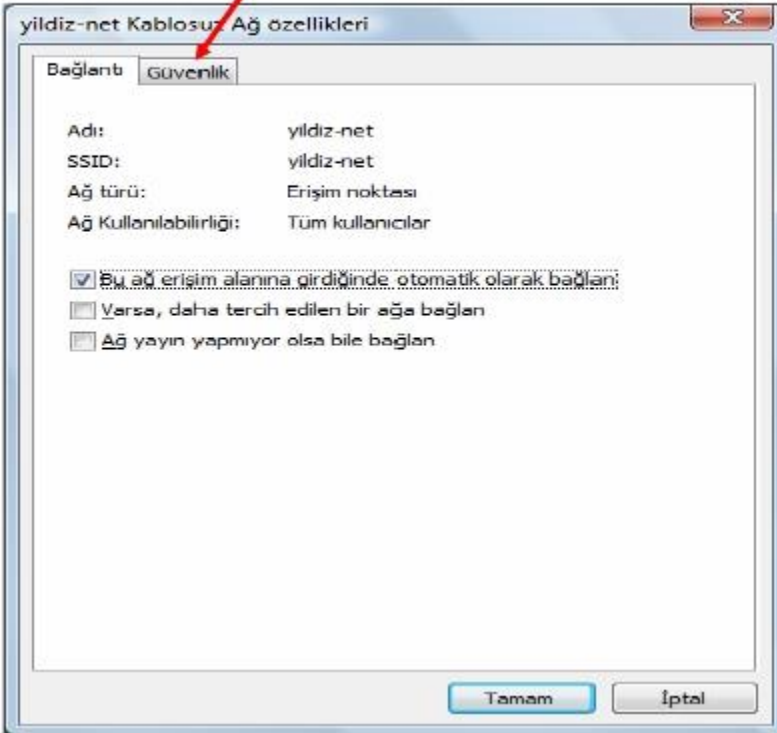 yildiz-net Kablosuz Ağ özellikleri
Bağlantı Güvenlik
Adı: yildiz-net
SSID: yildiz-net
Ağ türü: Erişim noktası
Ağ Kullanılabilirliği: Tüm kullanıcılar
Bu ağ erişim alanına girdiğinde otomatik olarak bağlan
Varsa, daha tercih edilen bir ağa bağlan
Ağ yayın yapmıyor olsa bile bağlan
Tamam İptal